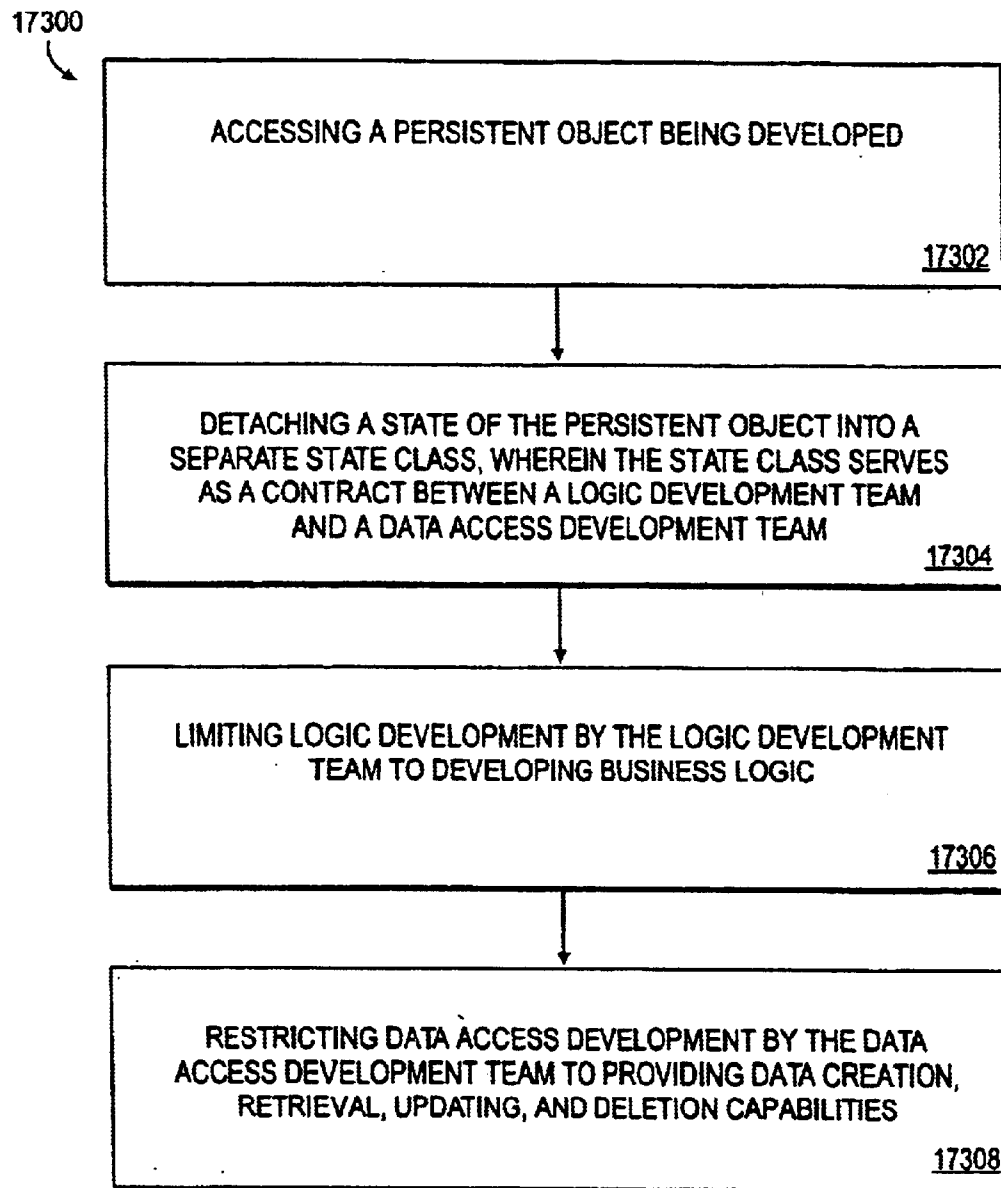 17300
ACCESSING A PERSISTENT OBJECT BEING DEVELOPED
17302
DETACHING A STATE OF THE PERSISTENT OBJECT INTO A
SEPARATE STATE CLASS, WHEREIN THE STATE CLASS SERVES
AS A CONTRACT BETWEEN A LOGIC DEVELOPMENT TEAM
AND A DATA ACCESS DEVELOPMENT TEAM
17304
LIMITING LOGIC DEVELOPMENT BY THE LOGIC DEVELOPMENT
TEAM TO DEVELOPING BUSINESS LOGIC
17306
RESTRICTING DATA ACCESS DEVELOPMENT BY THE DATA
ACCESS DEVELOPMENT TEAM TO PROVIDING DATA CREATION,
RETRIEVAL, UPDATING, AND DELETION CAPABILITIES
17308